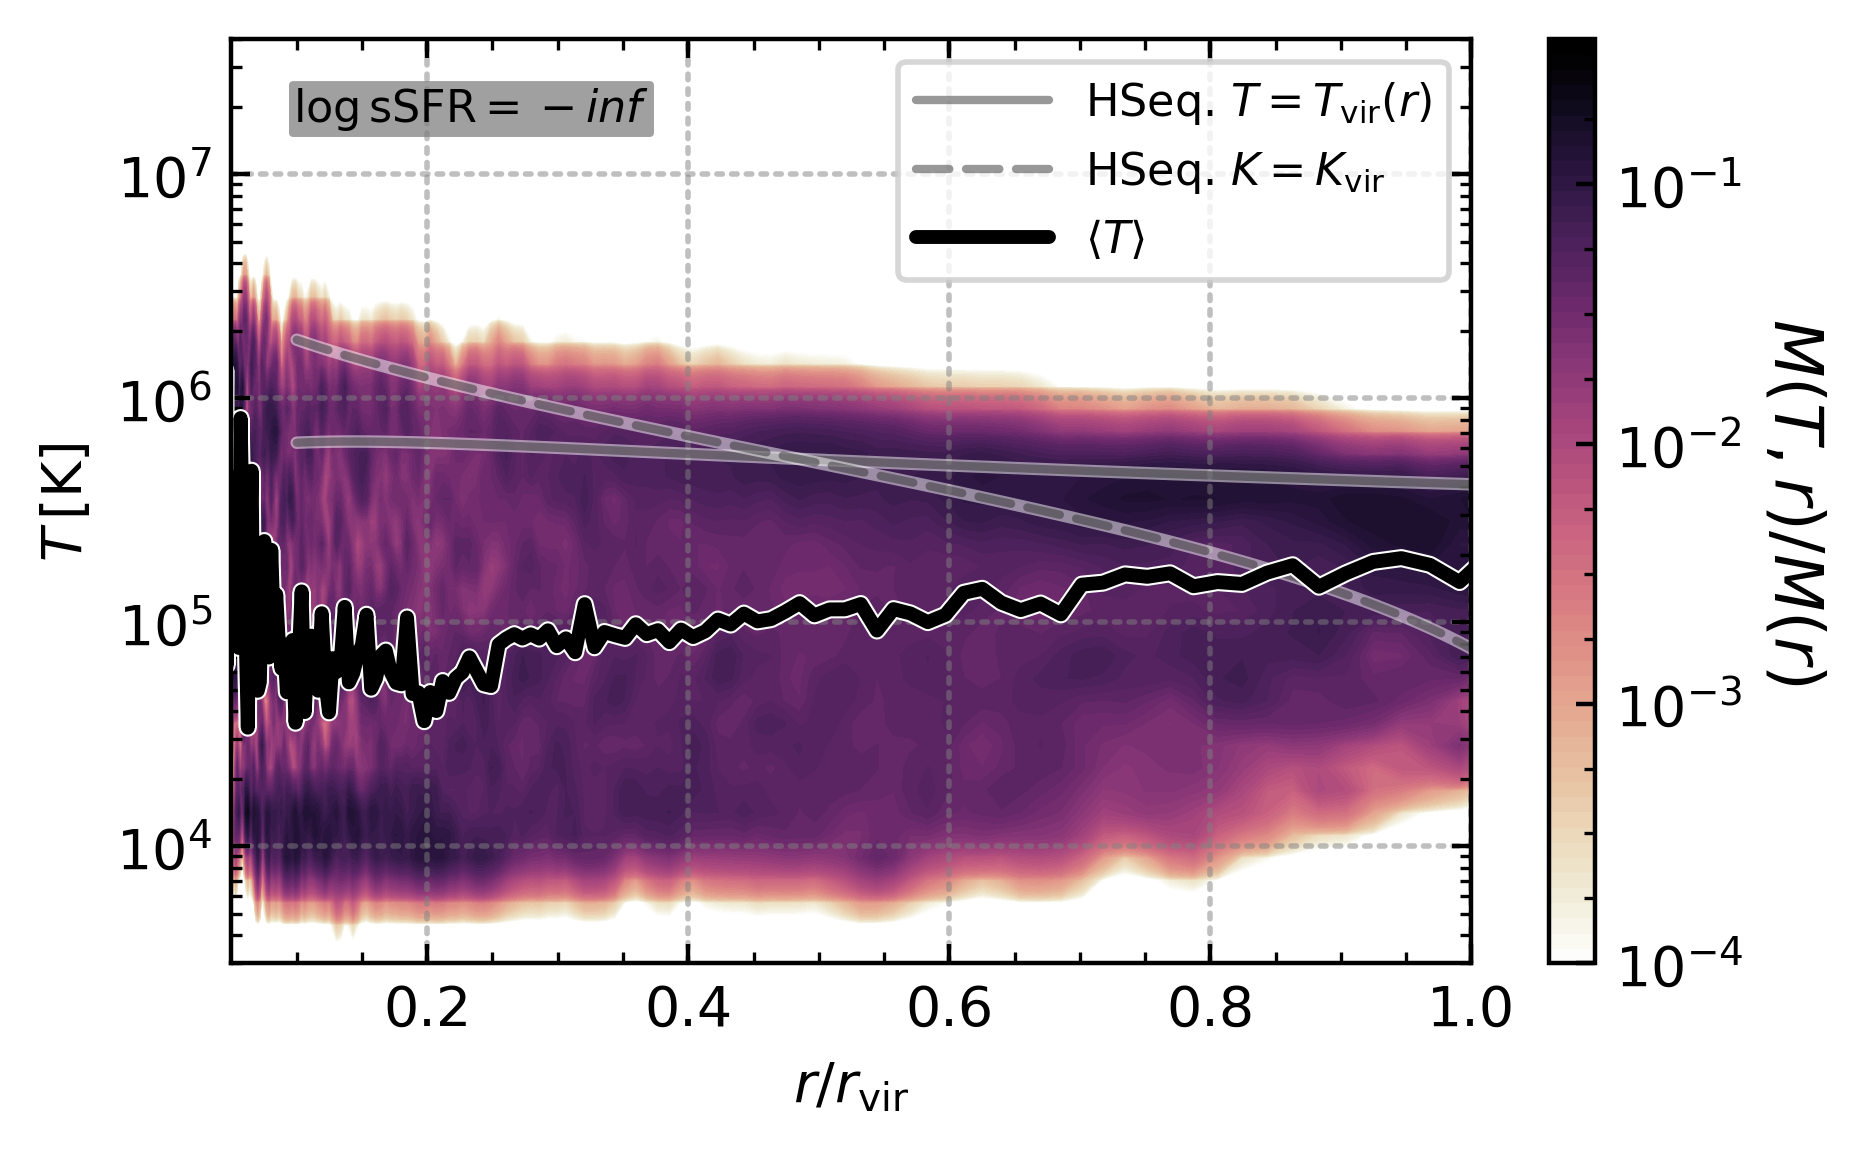 log sSFR = −inf
HSeq. T = T_vir(r)
HSeq. K = K_vir
⟨T⟩
10^7
10^6
10^5
10^4
T [K]
0.2 0.4 0.6 0.8 1.0
r/r_vir
10^−1
10^−2
10^−3
10^−4
M(T, r)/M(r)